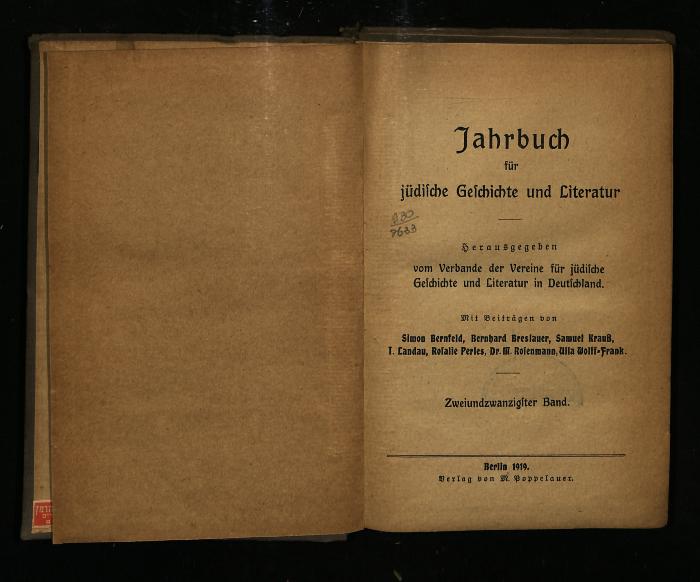 Jahrbuch
für
jüdiſche Geſchichte und Literatur
Herausgegeben
vom Verbande der Vereine für jüdiſche
Geſchichte und Literatur in Deutſchland.
Mit Beiträgen von
Simon Bernfeld, Bernhard Breslauer, Samuel Krauß,
T. Landau, Roſalie Perles, Dr. M. Roſenmann, Ulla Wolff-Frank.
Zweiundzwanzigſter Band.
Berlin 1919.
Verlag von M. Poppelauer.